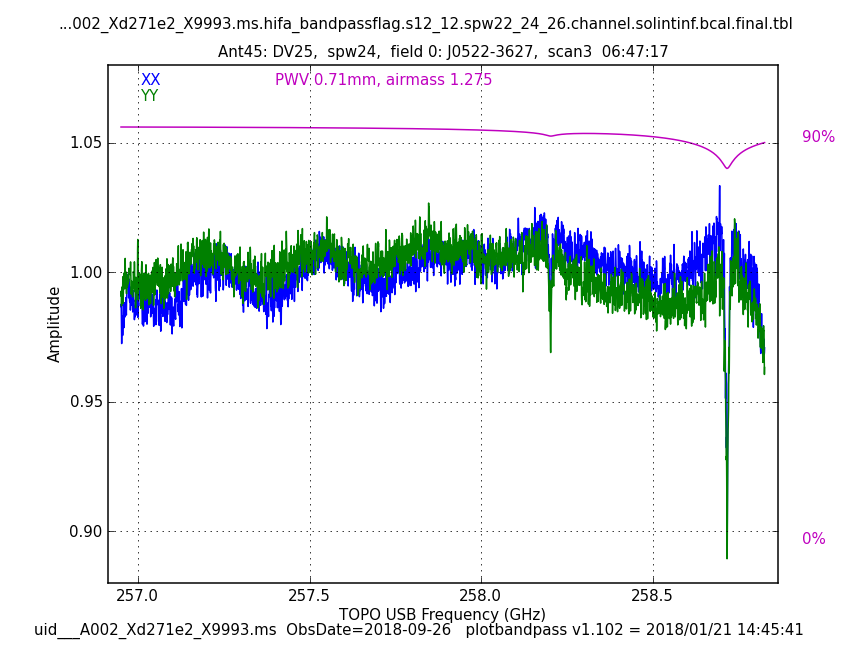 ...002_Xd271e2_X9993.ms.hifa_bandpassflag.s12_12.spw22_24_26.channel.solintinf.bcal.final.tbl
Ant45: DV25,  spw24,  field 0: J0522-3627,  scan3  06:47:17
XX
PWV 0.71mm, airmass 1.275
YY
90%
1.05
1.00
0.95
0.90
Amplitude
0%
257.0
257.5
258.0
258.5
TOPO USB Frequency (GHz)
uid___A002_Xd271e2_X9993.ms  ObsDate=2018-09-26   plotbandpass v1.102 = 2018/01/21 14:45:41